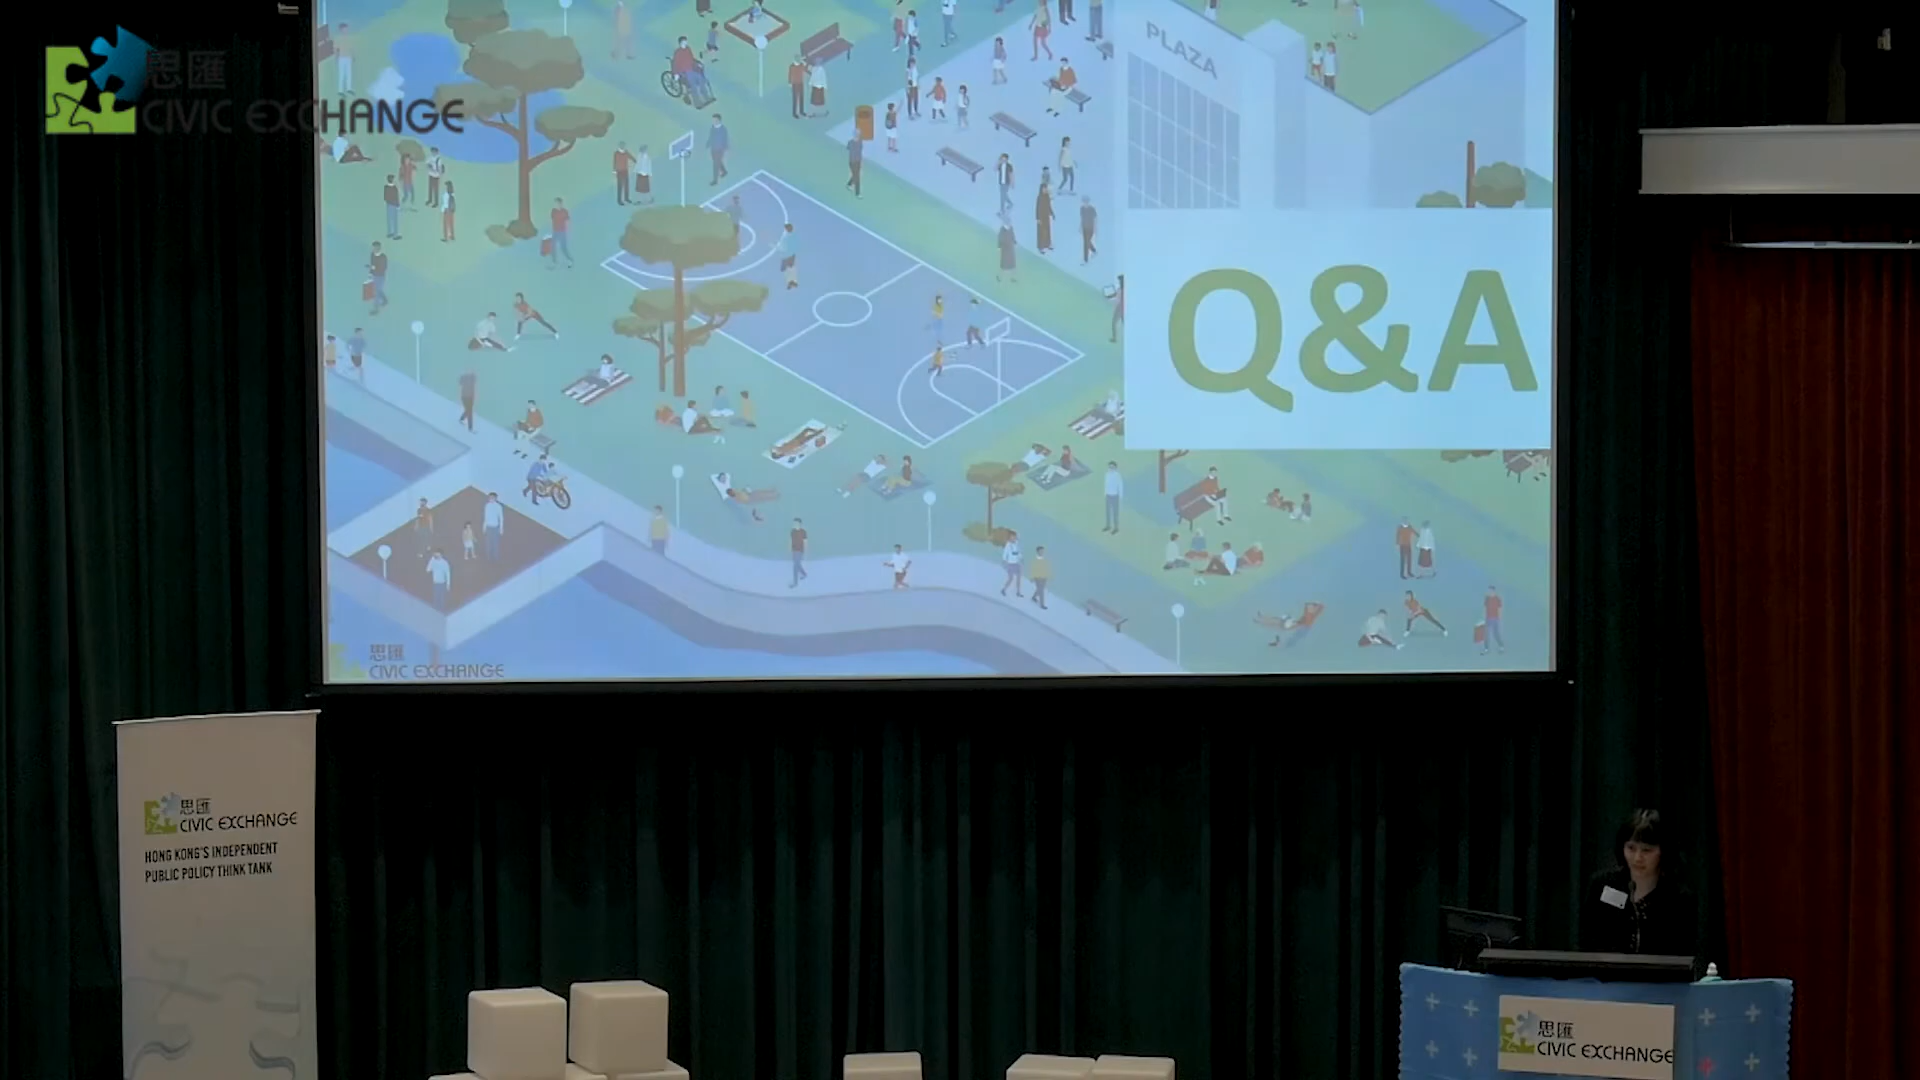 思匯
CIVIC EXCHANGE
PLAZA
Q&A
思匯
CIVIC EXCHANGE
思匯
CIVIC EXCHANGE
HONG KONG'S INDEPENDENT
PUBLIC POLICY THINK TANK
思匯
CIVIC EXCHANGE